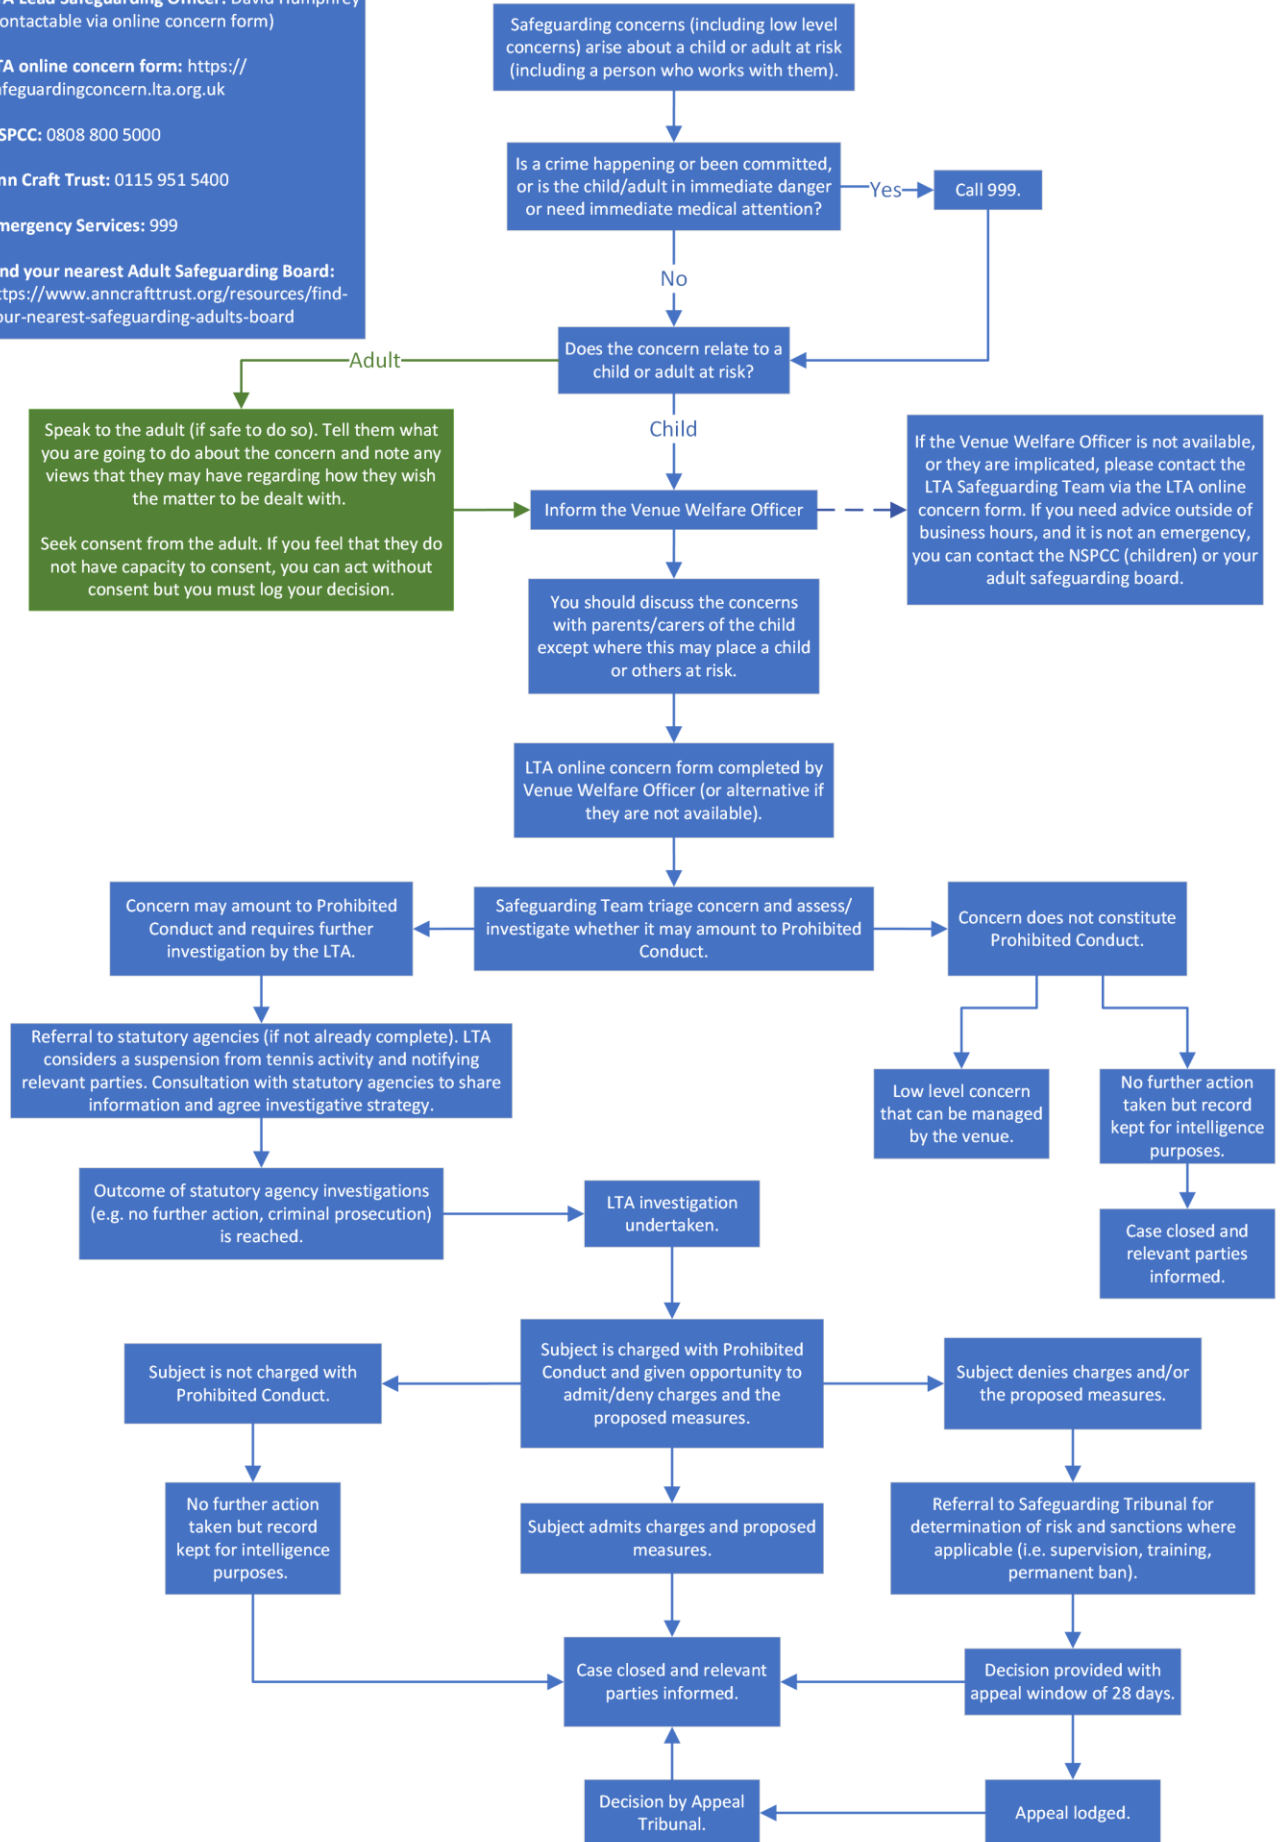 Lead Safeguarding Officer: David Humphrey
contactable via online concern form)
online concern form: https://
safeguardingconcern.lta.org.uk
NSPCC: 0808 800 5000
Ann Craft Trust: 0115 951 5400
Emergency Services: 999
Find your nearest Adult Safeguarding Board:
https://www.anncrafttrust.org/resources/find-
your-nearest-safeguarding-adults-board
Safeguarding concerns (including low level
concerns) arise about a child or adult at risk
(including a person who works with them).
Is a crime happening or been committed,
or is the child/adult in immediate danger
or need immediate medical attention?
Yes
Call 999.
No
Does the concern relate to a
child or adult at risk?
Adult
Child
Speak to the adult (if safe to do so). Tell them what
you are going to do about the concern and note any
views that they may have regarding how they wish
the matter to be dealt with.
Seek consent from the adult. If you feel that they do
not have capacity to consent, you can act without
consent but you must log your decision.
Inform the Venue Welfare Officer
If the Venue Welfare Officer is not available,
or they are implicated, please contact the
LTA Safeguarding Team via the LTA online
concern form. If you need advice outside of
business hours, and it is not an emergency,
you can contact the NSPCC (children) or your
adult safeguarding board.
You should discuss the concerns
with parents/carers of the child
except where this may place a child
or others at risk.
LTA online concern form completed by
Venue Welfare Officer (or alternative if
they are not available).
Concern may amount to Prohibited
Conduct and requires further
investigation by the LTA.
Safeguarding Team triage concern and assess/
investigate whether it may amount to Prohibited
Conduct.
Concern does not constitute
Prohibited Conduct.
Referral to statutory agencies (if not already complete). LTA
considers a suspension from tennis activity and notifying
relevant parties. Consultation with statutory agencies to share
information and agree investigative strategy.
Low level concern
that can be managed
by the venue.
No further action
taken but record
kept for intelligence
purposes.
Outcome of statutory agency investigations
(e.g. no further action, criminal prosecution)
is reached.
LTA investigation
undertaken.
Case closed and
relevant parties
informed.
Subject is not charged with
Prohibited Conduct.
Subject is charged with Prohibited
Conduct and given opportunity to
admit/deny charges and the
proposed measures.
Subject denies charges and/or
the proposed measures.
No further action
taken but record
kept for intelligence
purposes.
Subject admits charges and proposed
measures.
Referral to Safeguarding Tribunal for
determination of risk and sanctions where
applicable (i.e. supervision, training,
permanent ban).
Case closed and relevant
parties informed.
Decision provided with
appeal window of 28 days.
Decision by Appeal
Tribunal.
Appeal lodged.